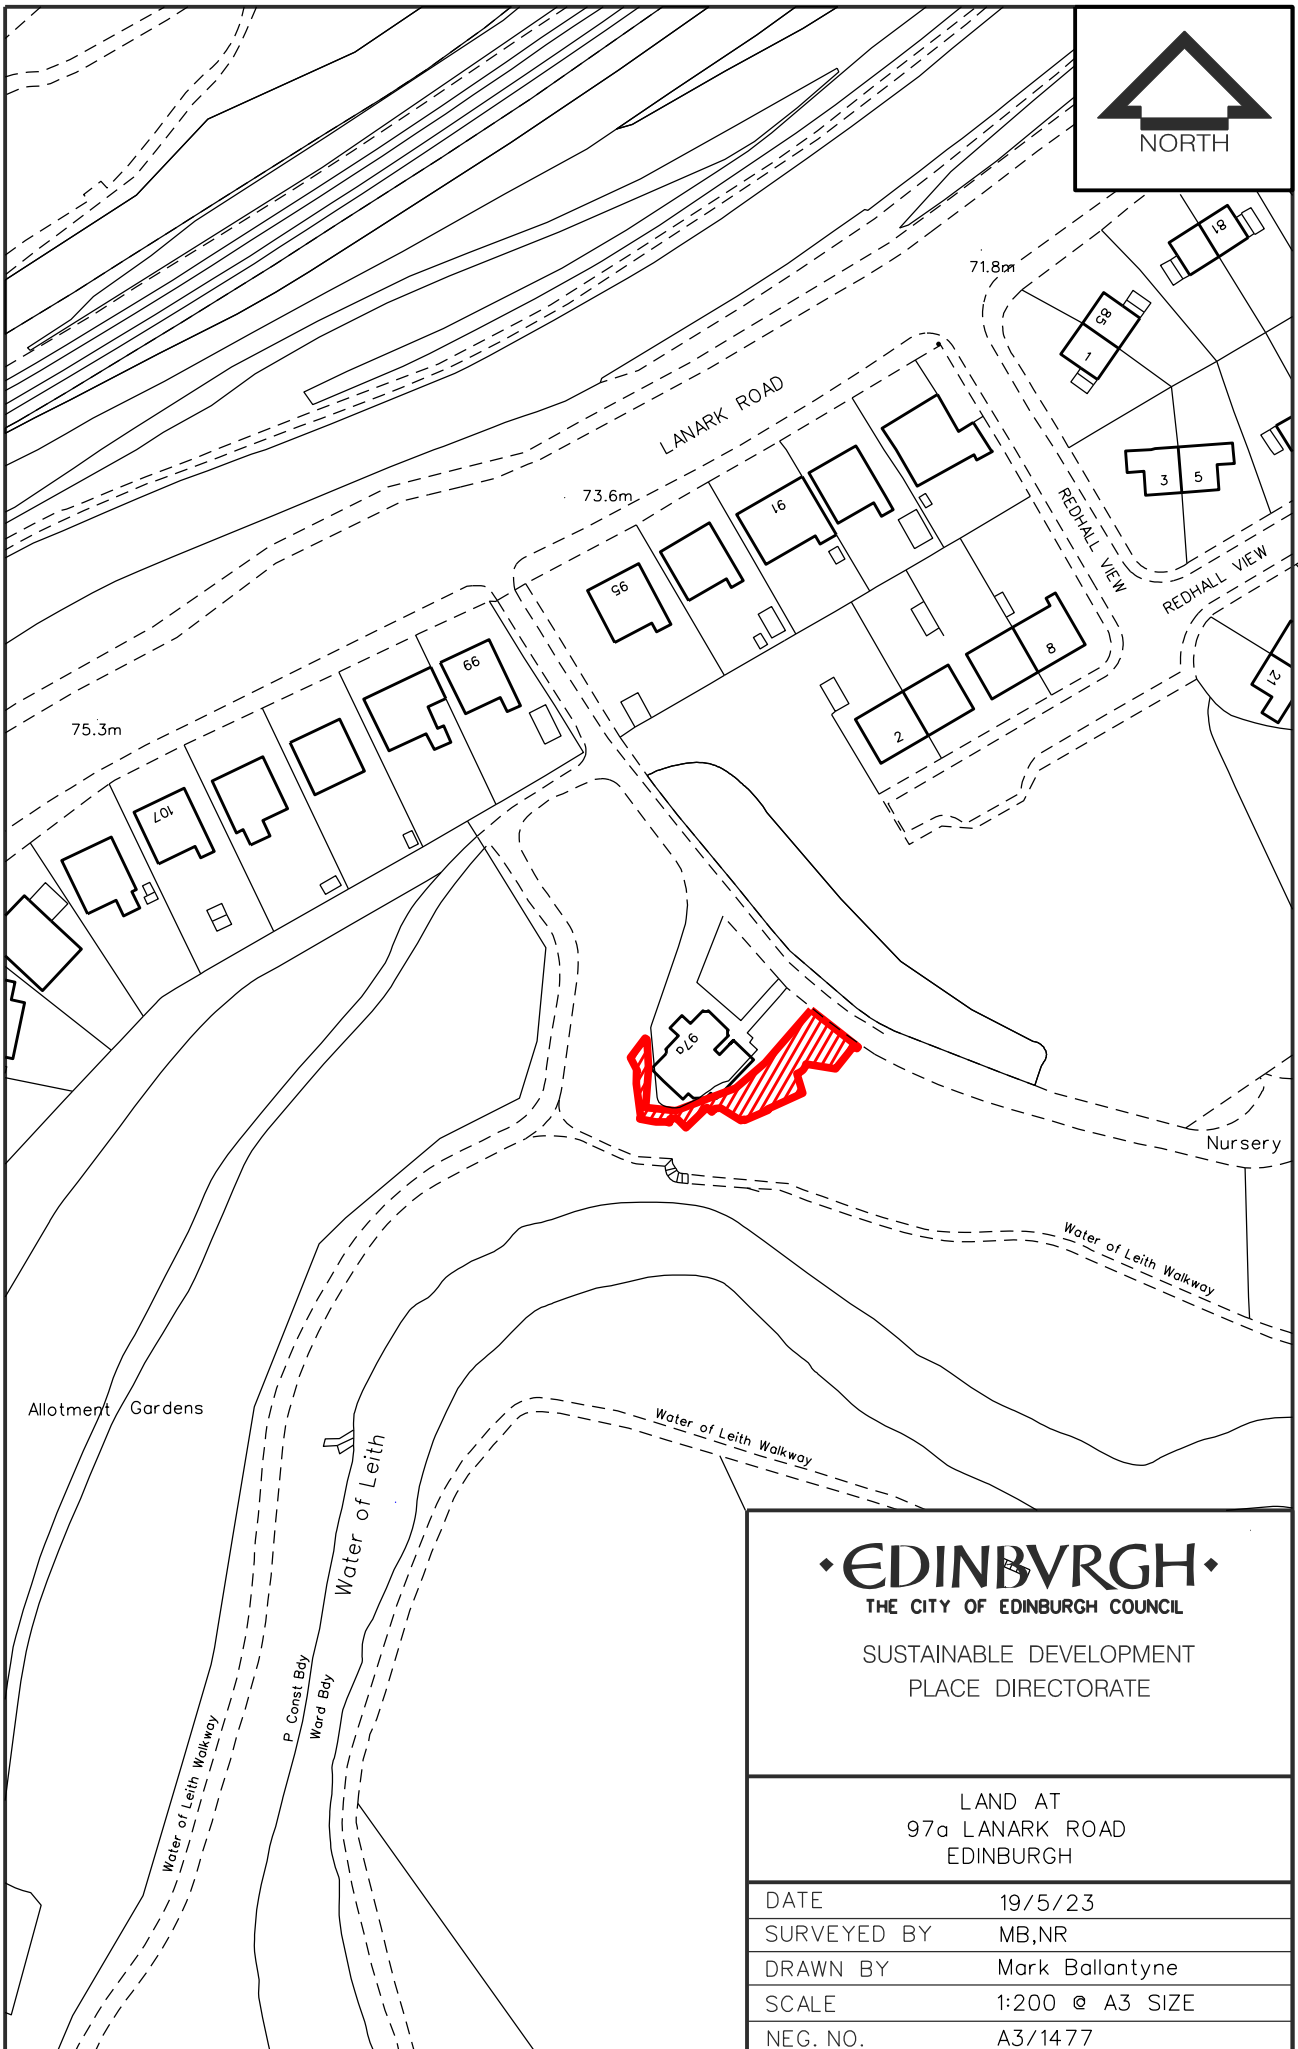 NORTH
81
71.8m
85
1
LANARK ROAD
3
5
73.6m
91
REDHALL VIEW
REDHALL VIEW
95
8
99
21
2
75.3m
107
97a
Nursery
Water of Leith Walkway
Allotment Gardens
Water of Leith Walkway
Water of Leith
P Const Bdy
Ward Bdy
Water of Leith Walkway
EDINBVRGH
THE CITY OF EDINBURGH COUNCIL
SUSTAINABLE DEVELOPMENT
PLACE DIRECTORATE
LAND AT
97a LANARK ROAD
EDINBURGH
DATE 19/5/23
SURVEYED BY MB,NR
DRAWN BY Mark Ballantyne
SCALE 1:200 @ A3 SIZE
NEG. NO. A3/1477